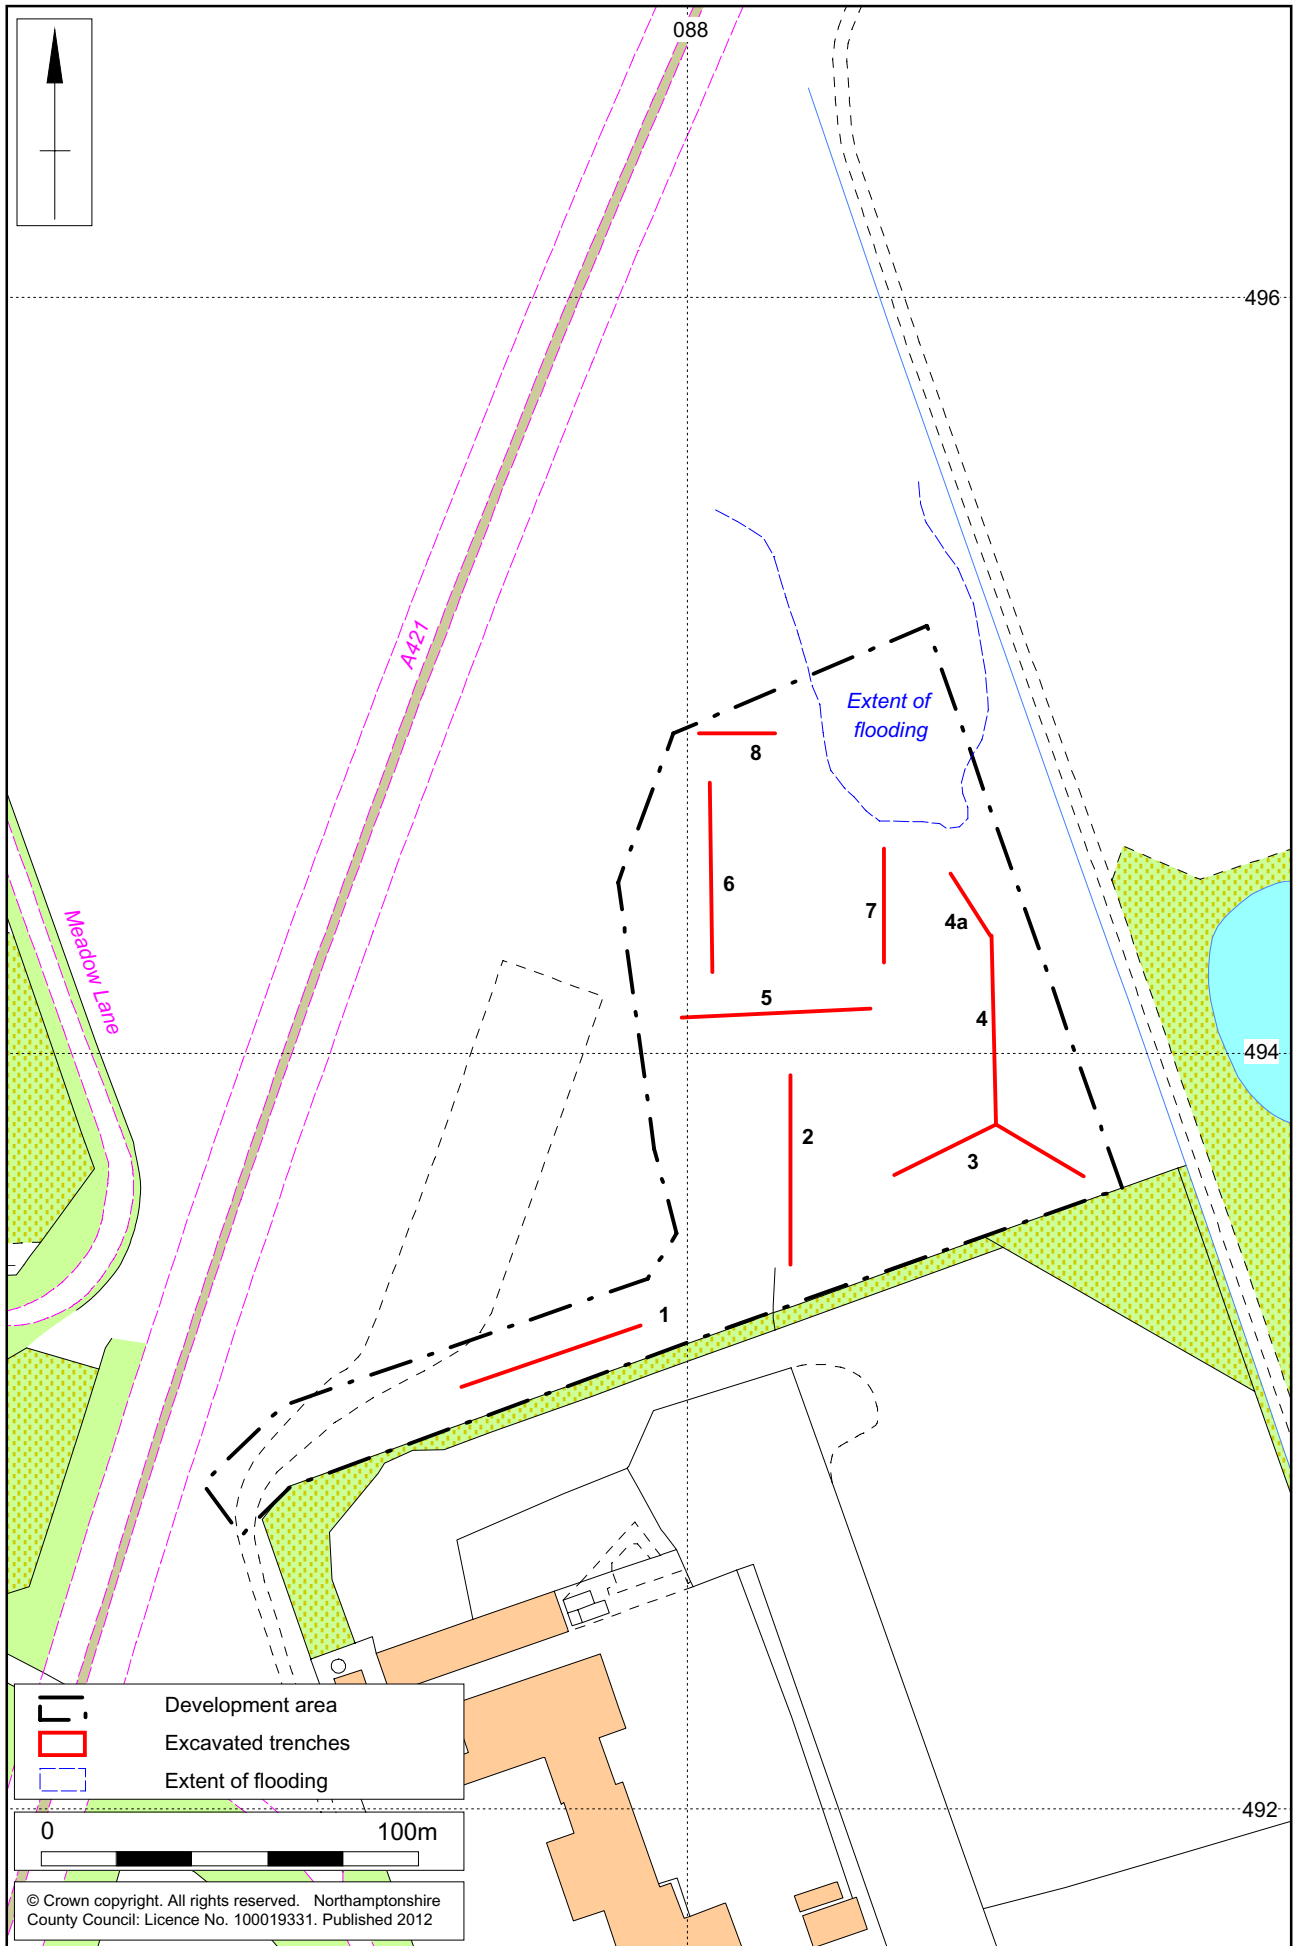 088
496
A421
Extent of
flooding
8
6
7
4a
Meadow Lane
5
4
494
2
3
1
Development area
Excavated trenches
Extent of flooding
492
0 100m
© Crown copyright. All rights reserved. Northamptonshire
County Council: Licence No. 100019331. Published 2012